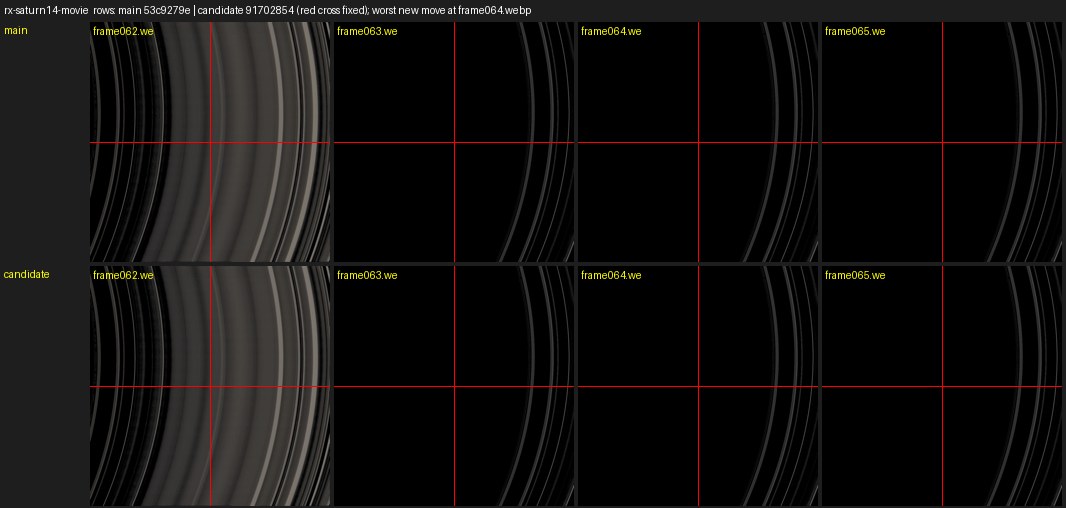 rx-saturn14-movie rows: main 53c9279e | candidate 91702854 (red cross fixed); worst new move at frame064.webp
main
frame062.we
frame063.we
frame064.we
frame065.we
candidate
frame062.we
frame063.we
frame064.we
frame065.we